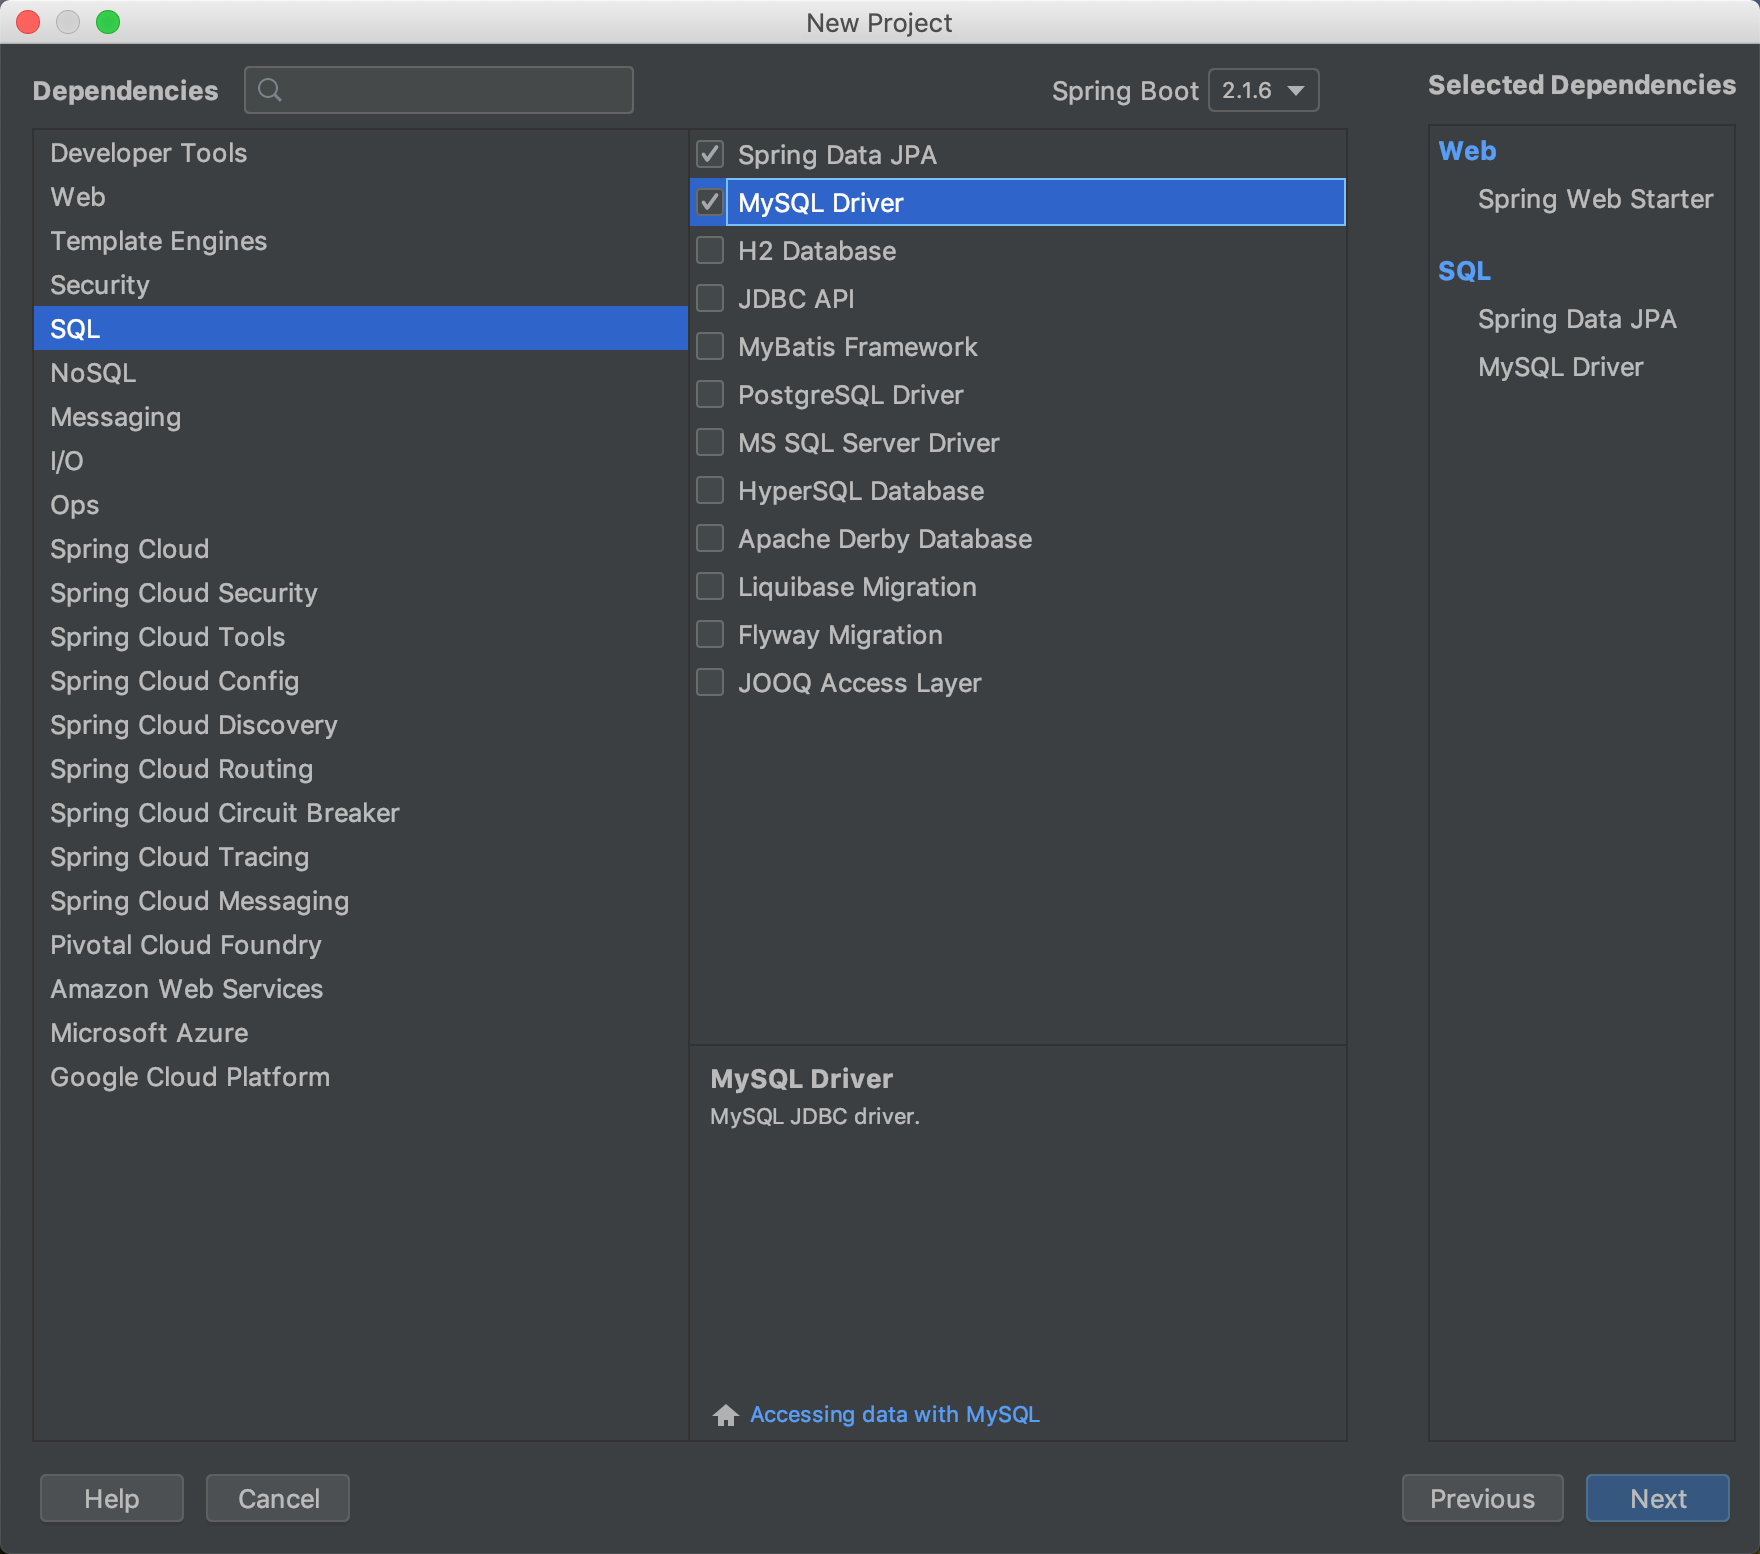 New Project
Dependencies
Spring Boot 2.1.6
Selected Dependencies
Developer Tools
Web
Template Engines
Security
SQL
NoSQL
Messaging
I/O
Ops
Spring Cloud
Spring Cloud Security
Spring Cloud Tools
Spring Cloud Config
Spring Cloud Discovery
Spring Cloud Routing
Spring Cloud Circuit Breaker
Spring Cloud Tracing
Spring Cloud Messaging
Pivotal Cloud Foundry
Amazon Web Services
Microsoft Azure
Google Cloud Platform
Spring Data JPA
MySQL Driver
H2 Database
JDBC API
MyBatis Framework
PostgreSQL Driver
MS SQL Server Driver
HyperSQL Database
Apache Derby Database
Liquibase Migration
Flyway Migration
JOOQ Access Layer
MySQL Driver
MySQL JDBC driver.
Accessing data with MySQL
Web
Spring Web Starter
SQL
Spring Data JPA
MySQL Driver
Help
Cancel
Previous
Next